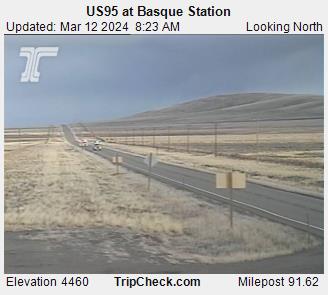 US95 at Basque Station
Updated: Mar 12 2024 8:23 AM Looking North
Elevation 4460 TripCheck.com Milepost 91.62